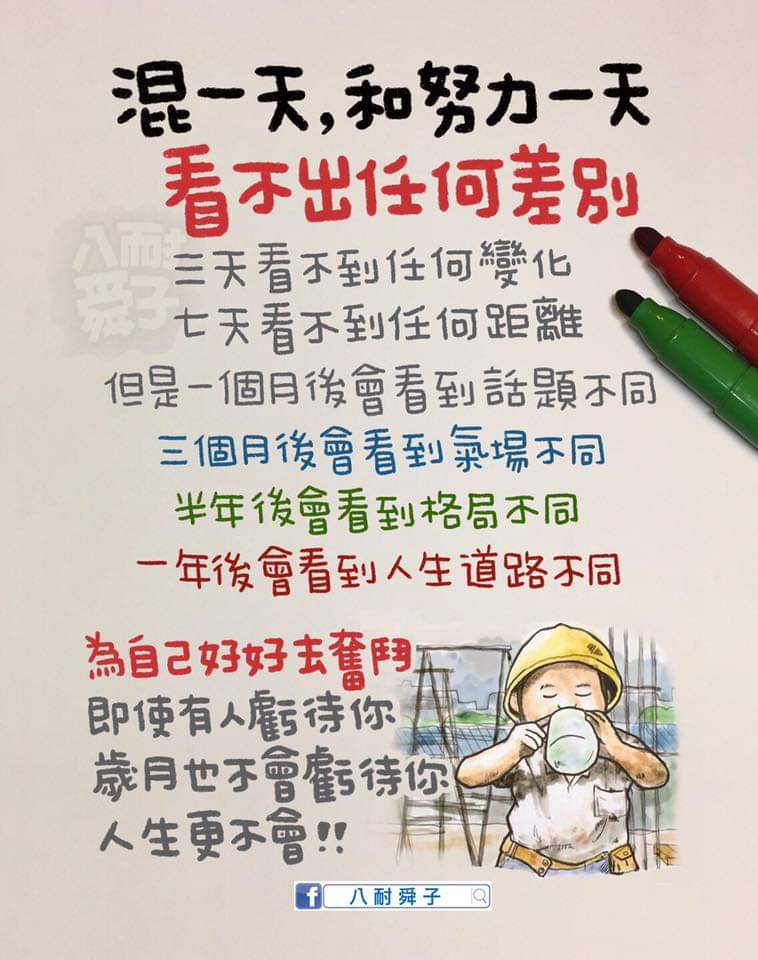 混一天,和努力一天
看不出任何差別
八耐
舜子
三天看不到任何變化
七天看不到任何距離
但是一個月後會看到話題不同
三個月後會看到氣場不同
半年後會看到格局不同
一年後會看到人生道路不同
為自己好好去奮鬥
即使有人虧待你
歲月也不會虧待你
人生更不會!!
f 八耐舜子